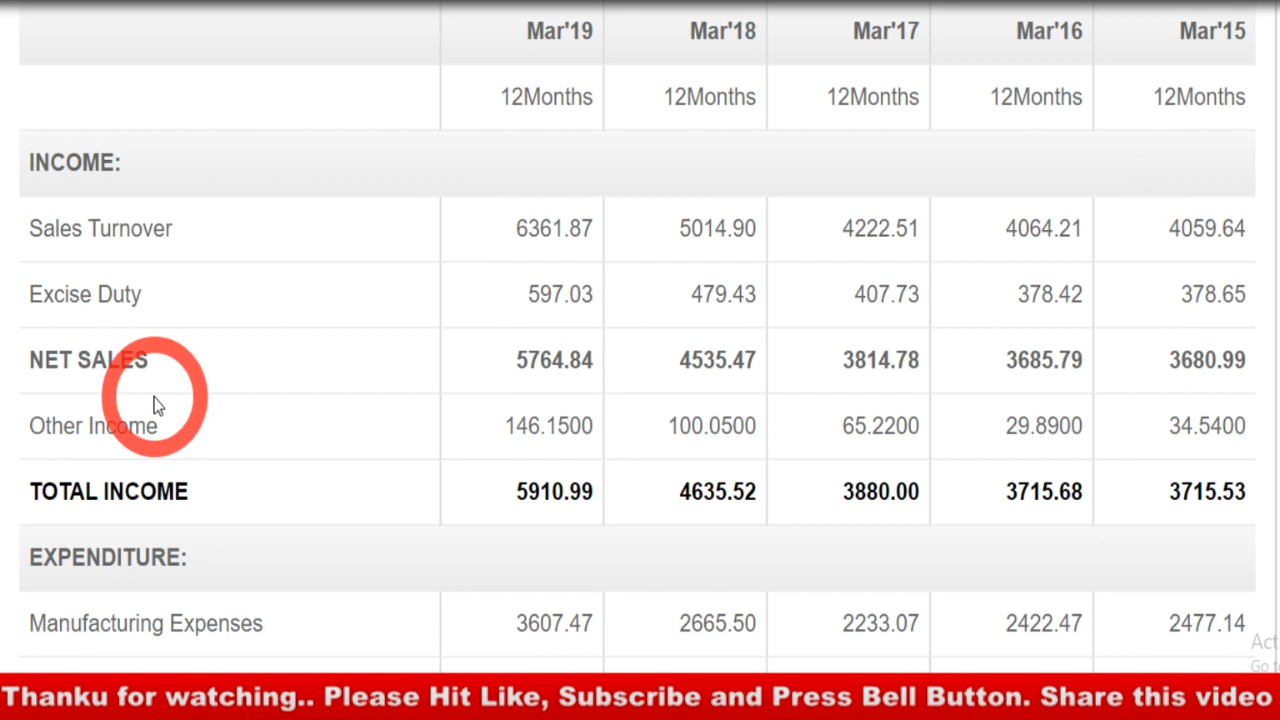 Mar'19 Mar'18 Mar'17 Mar'16 Mar'15
12Months 12Months 12Months 12Months 12Months
INCOME:
Sales Turnover 6361.87 5014.90 4222.51 4064.21 4059.64
Excise Duty 597.03 479.43 407.73 378.42 378.65
NET SALES 5764.84 4535.47 3814.78 3685.79 3680.99
Other Income 146.1500 100.0500 65.2200 29.8900 34.5400
TOTAL INCOME 5910.99 4635.52 3880.00 3715.68 3715.53
EXPENDITURE:
Manufacturing Expenses 3607.47 2665.50 2233.07 2422.47 2477.14
Thanku for watching.. Please Hit Like, Subscribe and Press Bell Button. Share this video